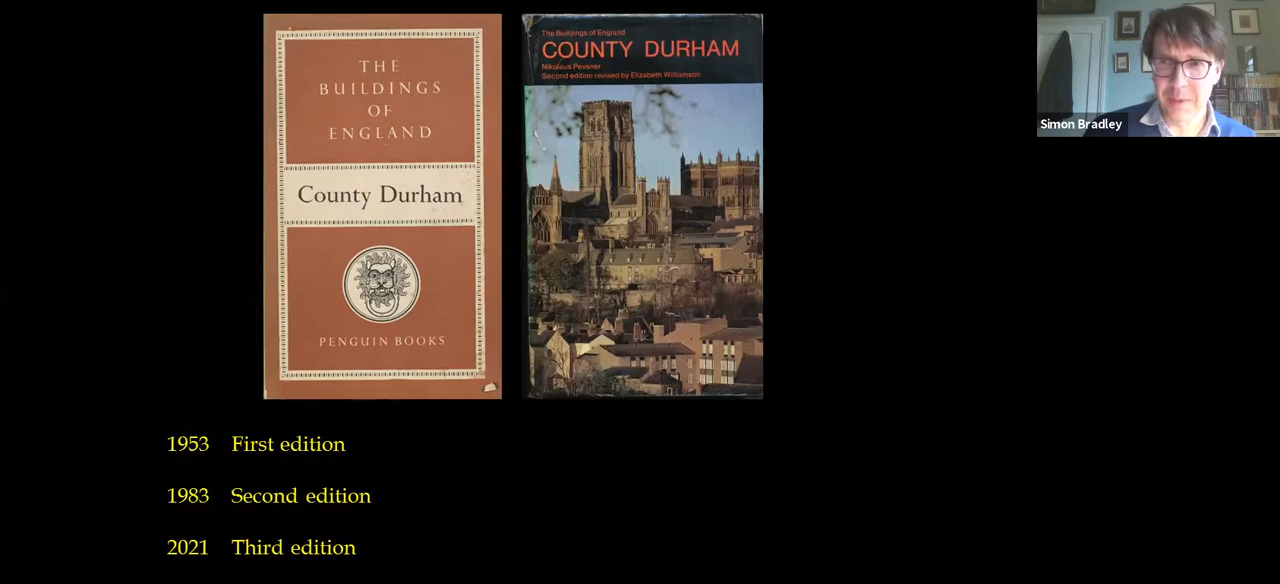 THE
BUILDINGS
OF
ENGLAND
County Durham
PENGUIN BOOKS
The Buildings of England
COUNTY DURHAM
Nikolaus Pevsner
Second edition revised by Elizabeth Williamson
Simon Bradley
1953 First edition
1983 Second edition
2021 Third edition